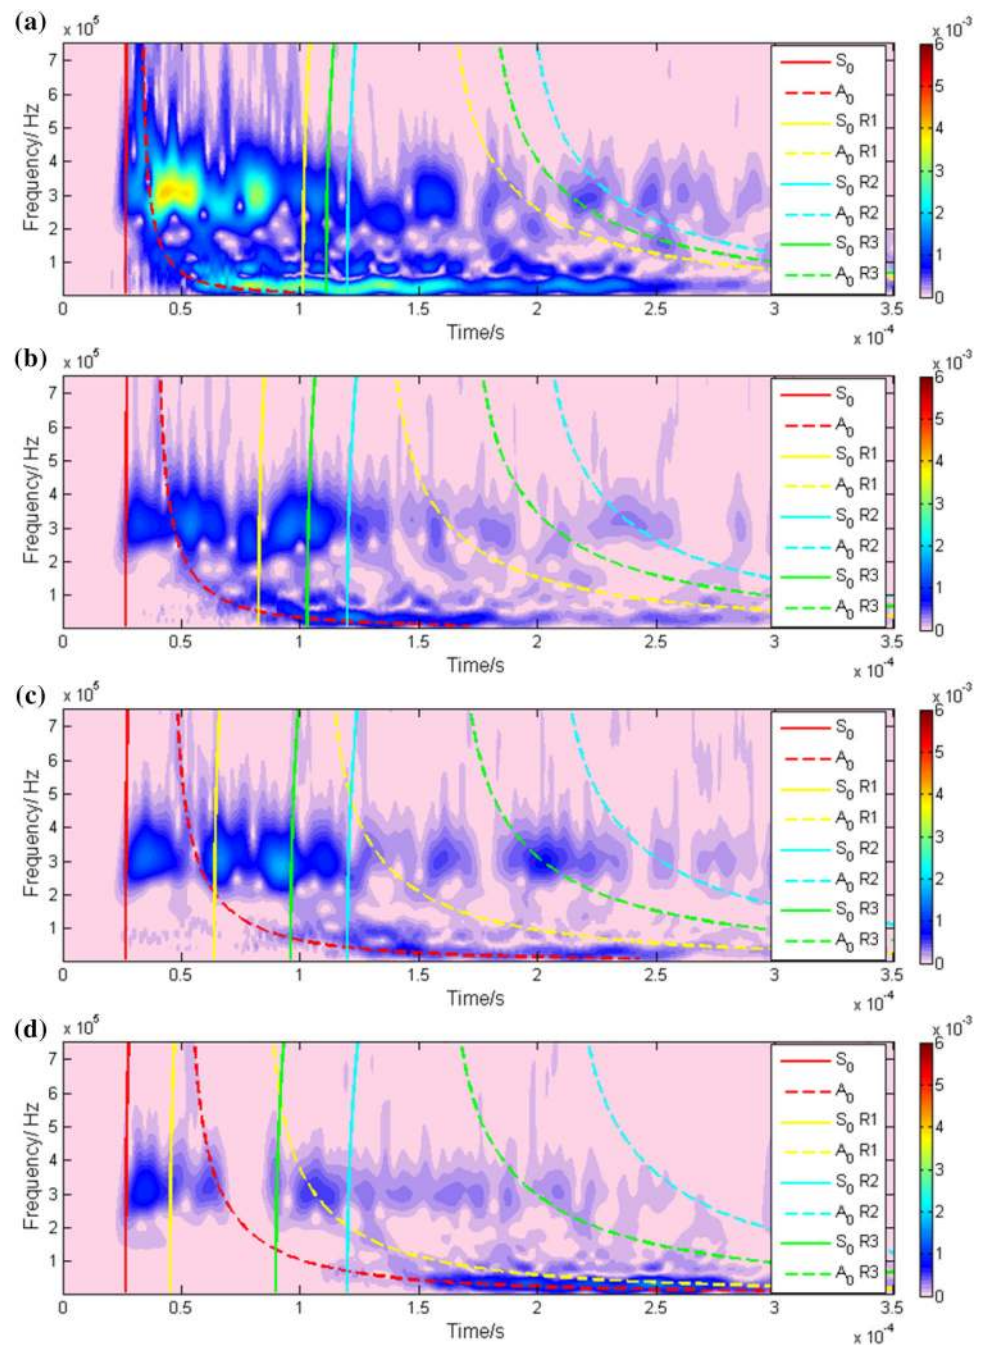 (a)
x 10⁵
7
6
5
4
3
2
1
Frequency/ Hz
0 0.5 1 1.5 2 2.5 3 3.5
Time/s
x 10⁻⁴
S₀
A₀
S₀ R1
A₀ R1
S₀ R2
A₀ R2
S₀ R3
A₀ R3
x 10⁻³
6
5
4
3
2
1
0
(b)
x 10⁵
7
6
5
4
3
2
1
Frequency/ Hz
0 0.5 1 1.5 2 2.5 3 3.5
Time/s
x 10⁻⁴
S₀
A₀
S₀ R1
A₀ R1
S₀ R2
A₀ R2
S₀ R3
A₀ R3
x 10⁻³
6
5
4
3
2
1
0
(c)
x 10⁵
7
6
5
4
3
2
1
Frequency/ Hz
0 0.5 1 1.5 2 2.5 3 3.5
Time/s
x 10⁻⁴
S₀
A₀
S₀ R1
A₀ R1
S₀ R2
A₀ R2
S₀ R3
A₀ R3
x 10⁻³
6
5
4
3
2
1
0
(d)
x 10⁵
7
6
5
4
3
2
1
Frequency/ Hz
0 0.5 1 1.5 2 2.5 3 3.5
Time/s
x 10⁻⁴
S₀
A₀
S₀ R1
A₀ R1
S₀ R2
A₀ R2
S₀ R3
A₀ R3
x 10⁻³
6
5
4
3
2
1
0